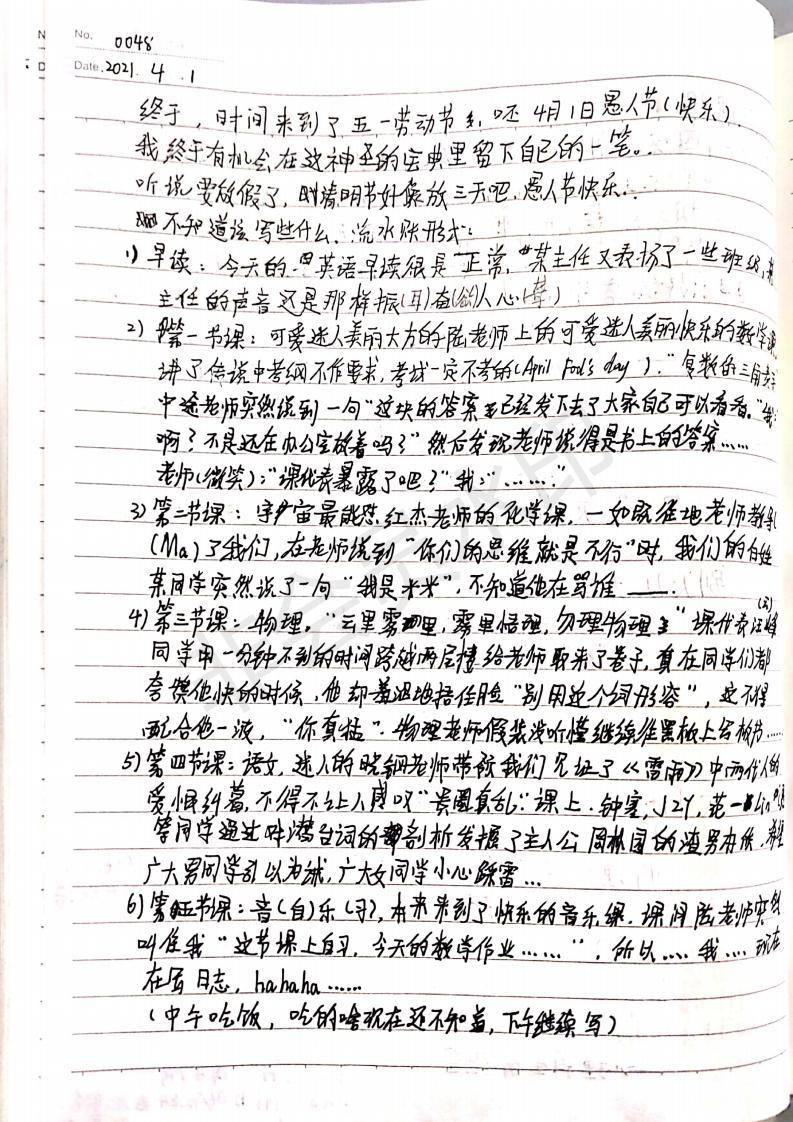 No. 0048
Date. 2021. 4. 1
终于，时间来到了五一劳动节 呸 4月1日愚人节（快乐）.
我终于有机会在这神圣的宝典里留下自己的一笔。.
听说要放假了，清明节好像放三天吧，愚人节快乐..
不知道该写些什么，流水账形式：
1) 早读：今天的英语早读很是"正常，"某主任又表扬了一些班级，某
主任的声音还是那样振(耳)奋(欲)人心(聋)
2) 第一节课：可爱迷人美丽大方的陆老师上的可爱迷人美丽快乐的数学课
讲了传说中考纲不作要求，考试一定不考的(April Fool's day)."复数的三角表示
中途老师突然说到一句"这块的答案已经发下去了大家自己可以看看。"我：
啊？不是还在办公室放着吗？"然后发现老师说得是书上的答案......
老师(微笑)："课代表暴露了吧？"我："......."
3) 第二节课：宇宙最能 红杰老师的化学课，一如既往地老师教导
(Ma)了我们，在老师说到"你们的思维就是不行"时，我们的白姓
某同学突然说了一句"我是米米"，不知道他在骂谁 ——.
4) 第三节课：物理，"云里雾里，雾里悟理，勿理物理"课代表汪
同学用一分钟不到的时间跨越两层楼给老师取来了卷子，真在同学们都
夸赞他快的时候，他却羞涩地捂住脸"别用这个词形容"，这不得
配合他一波，"你真猛"。物理老师假装没听懂继续往黑板上写板书......
5) 第四节课：语文，迷人的晓钢老师带领我们见证了《雷雨》中两代人的
爱恨纠葛，不得不让人感叹"贵圈真乱"：课上，钟塞，JZY，范一 Lin
等同学通过对潜台词的剖析发掘了主人公周朴园的渣男本质，希望
广大男同学引以为诫，广大女同学小心踩雷...
6) 第五节课：音(自)乐(习)，本来来到了快乐的音乐课，课间陆老师突然
叫住我"这节课上自习，今天的数学作业......"，所以....我....现在
在写日志，hahaha......
(中午吃饭，吃的啥现在还不知道，下午继续写)